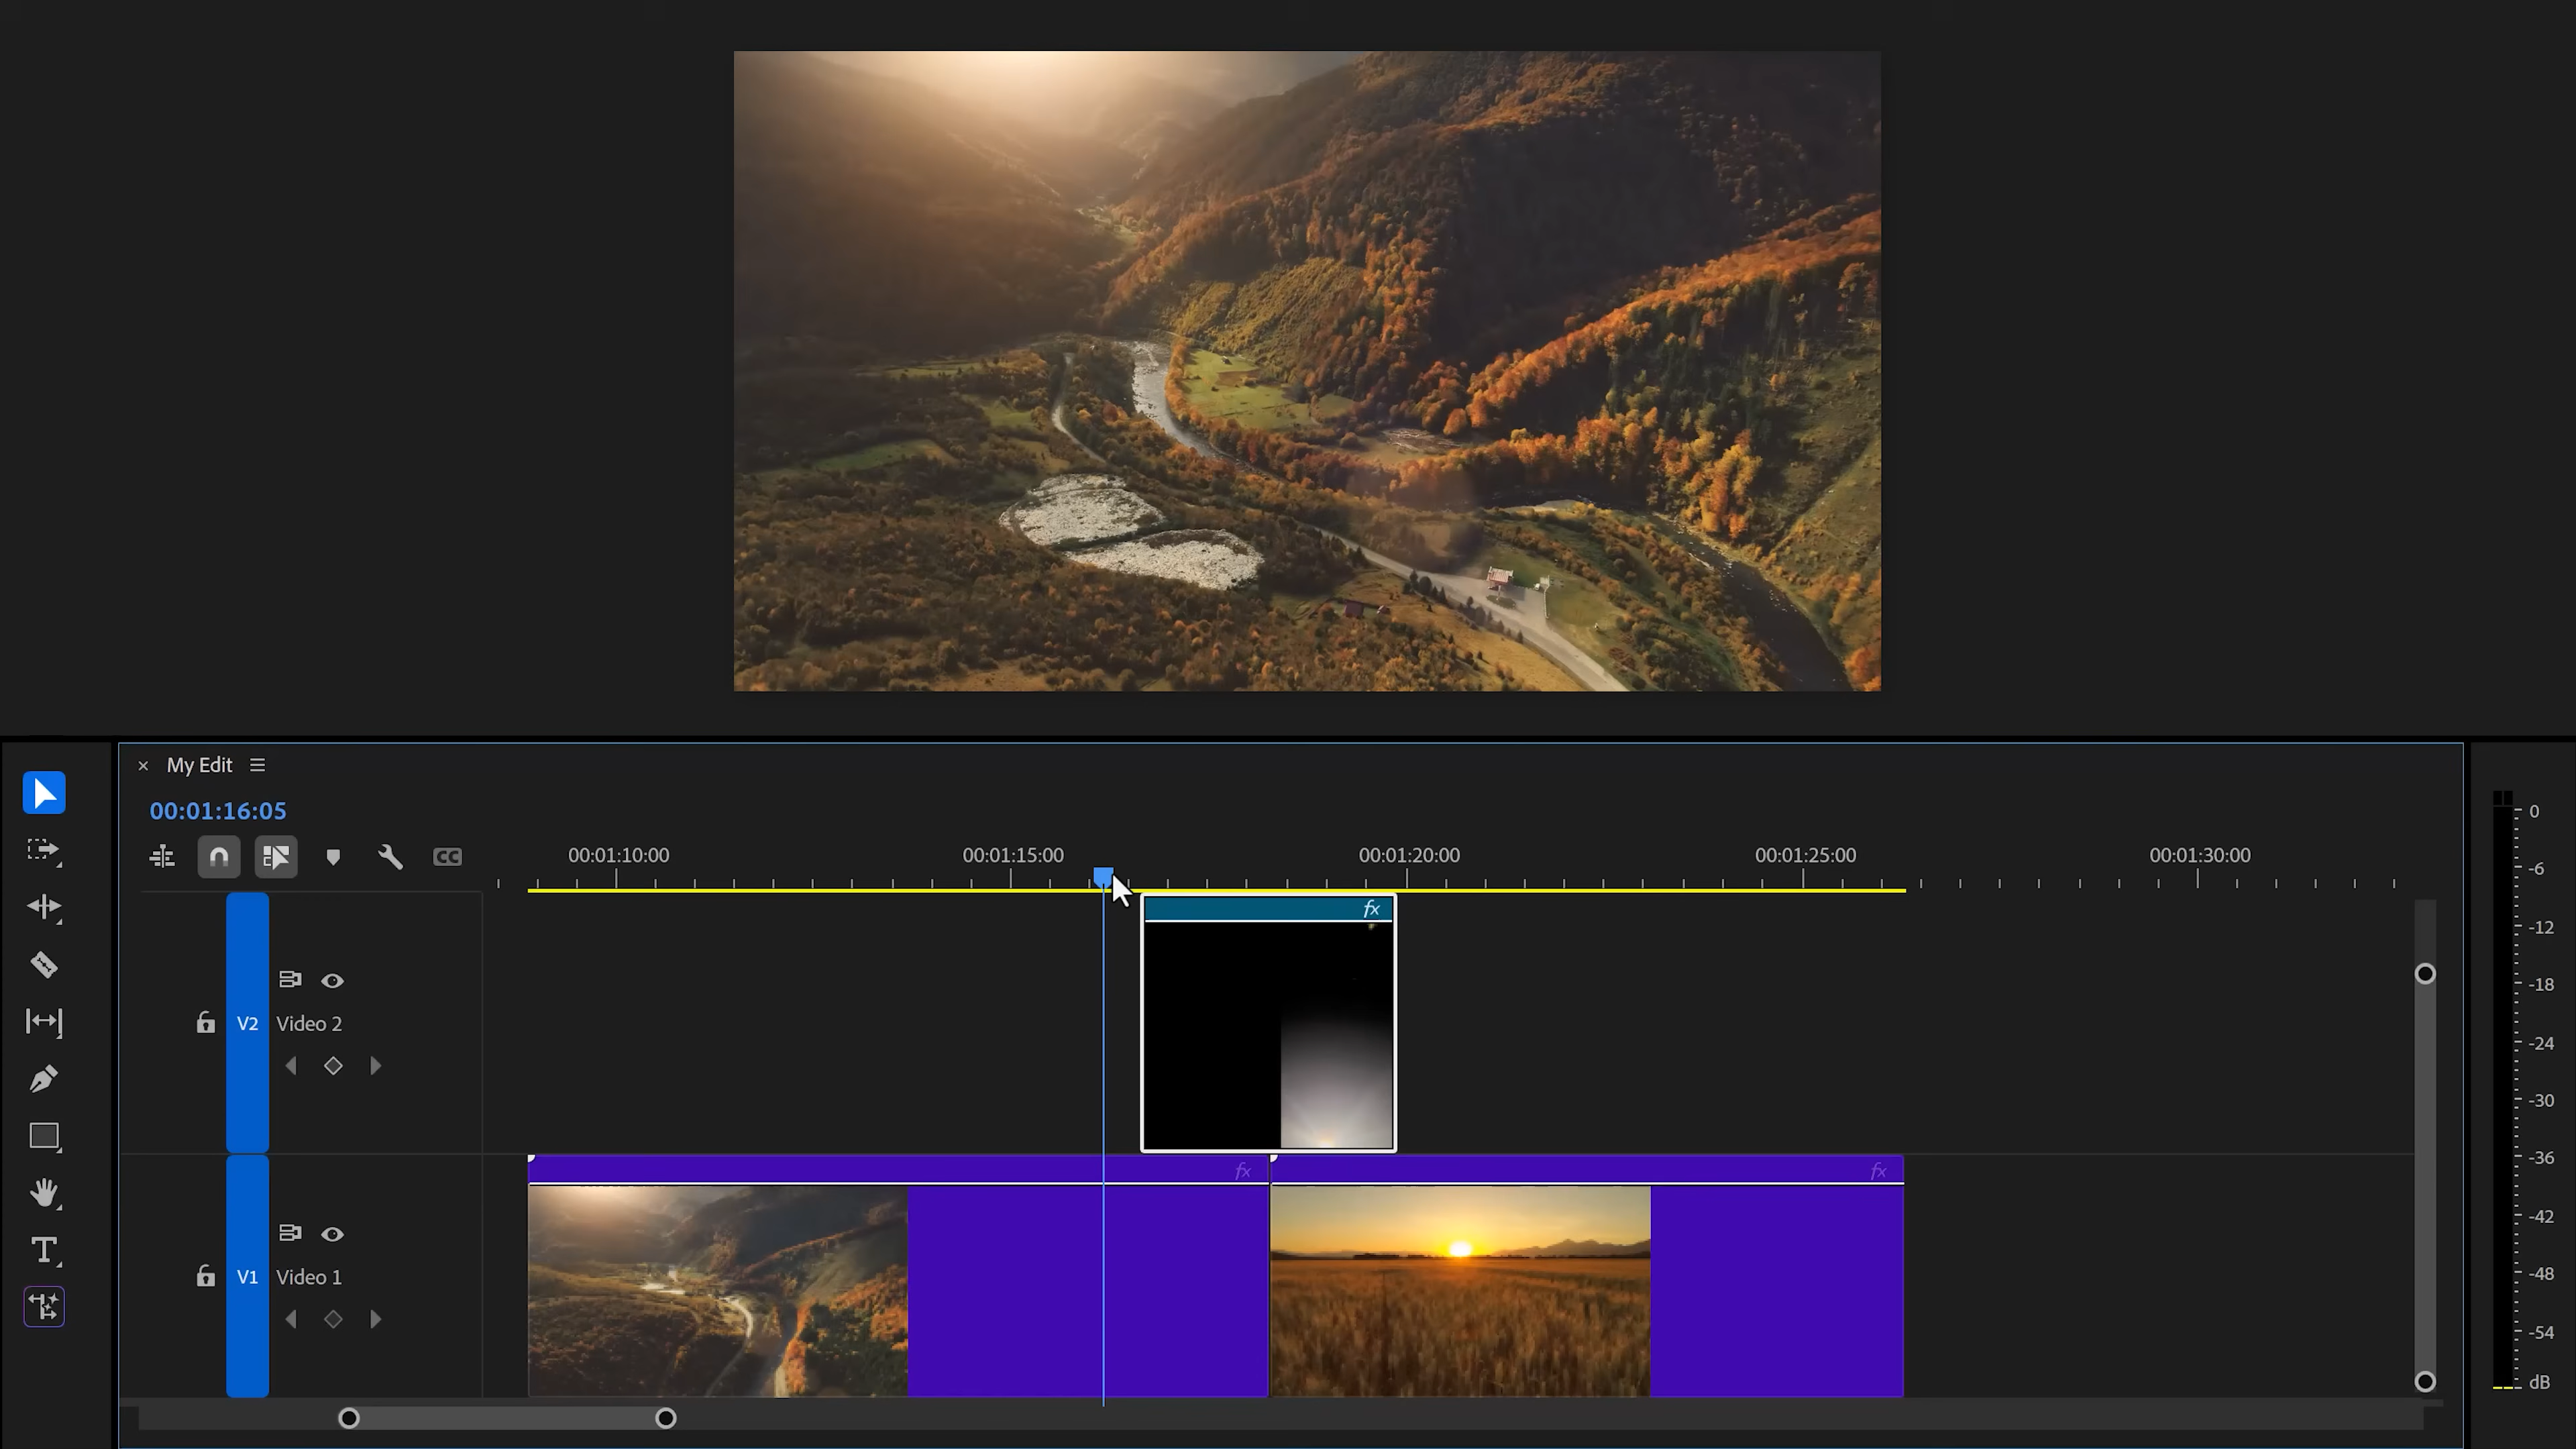 My Edit
00:01:16:05
CC
00:01:10:00
00:01:15:00
00:01:20:00
00:01:25:00
00:01:30:00
fx
V2
Video 2
fx
fx
V1
Video 1
T
0
-6
-12
-18
-24
-30
-36
-42
-48
-54
dB